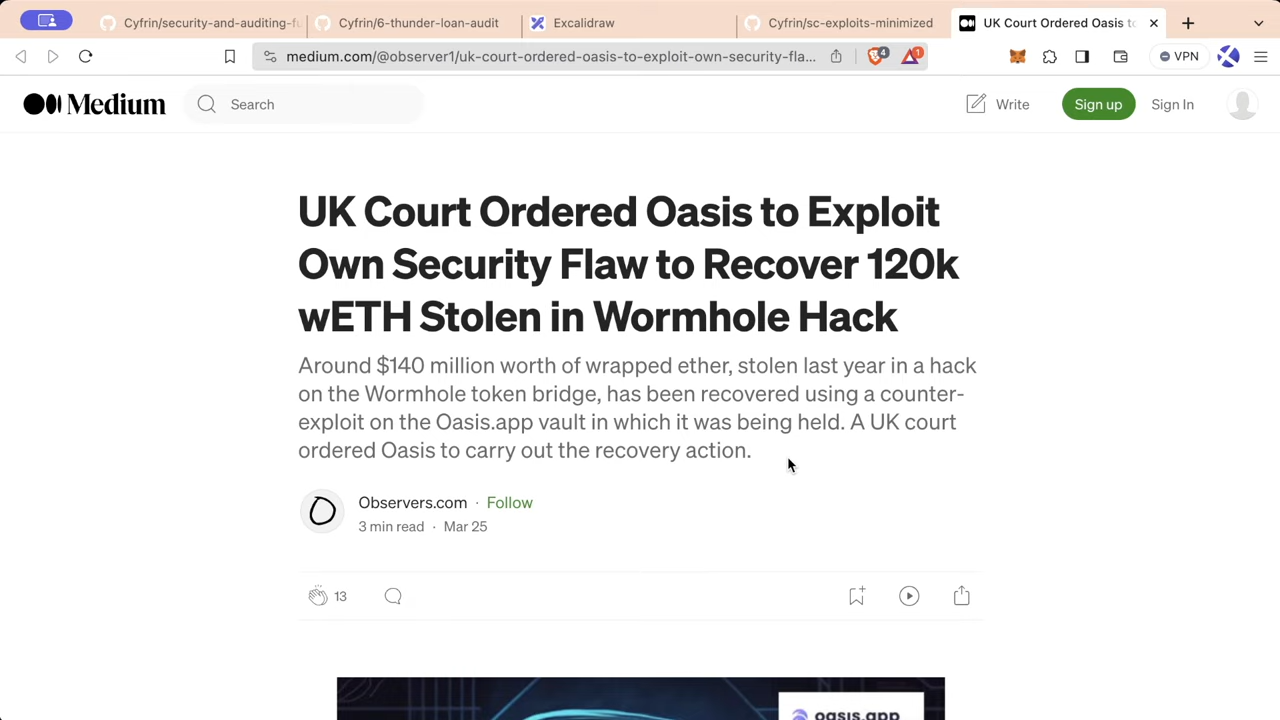 Cyfrin/security-and-auditing-fu
Cyfrin/6-thunder-loan-audit
Excalidraw
Cyfrin/sc-exploits-minimized
UK Court Ordered Oasis to
medium.com/@observer1/uk-court-ordered-oasis-to-exploit-own-security-fla...
4
1
VPN
Medium
Search
Write
Sign up
Sign In
UK Court Ordered Oasis to Exploit
Own Security Flaw to Recover 120k
wETH Stolen in Wormhole Hack
Around $140 million worth of wrapped ether, stolen last year in a hack
on the Wormhole token bridge, has been recovered using a counter-
exploit on the Oasis.app vault in which it was being held. A UK court
ordered Oasis to carry out the recovery action.
Observers.com · Follow
3 min read · Mar 25
13
oasis.app